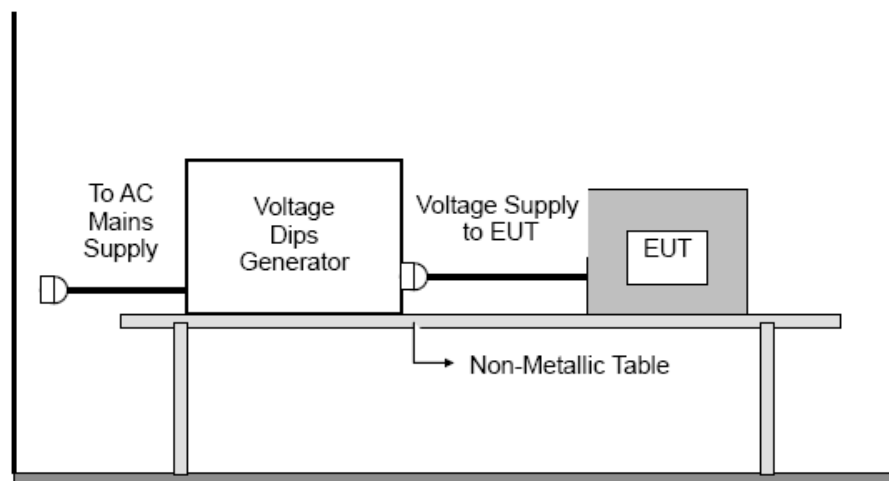 To AC
Mains
Supply
Voltage
Dips
Generator
Voltage Supply
to EUT
EUT
Non-Metallic Table